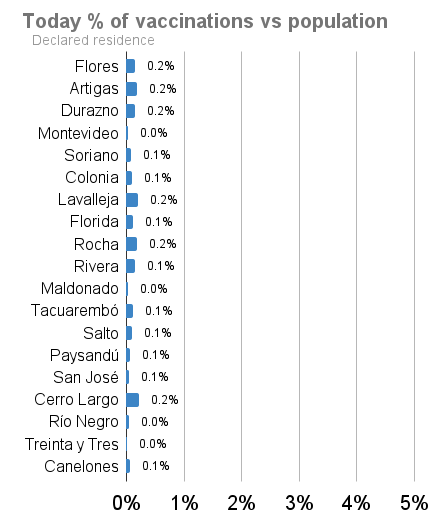 Today % of vaccinations vs population
Declared residence
Flores 0.2%
Artigas 0.2%
Durazno 0.2%
Montevideo 0.0%
Soriano 0.1%
Colonia 0.1%
Lavalleja 0.2%
Florida 0.1%
Rocha 0.2%
Rivera 0.1%
Maldonado 0.0%
Tacuarembó 0.1%
Salto 0.1%
Paysandú 0.1%
San José 0.1%
Cerro Largo 0.2%
Río Negro 0.0%
Treinta y Tres 0.0%
Canelones 0.1%
0% 1% 2% 3% 4% 5%